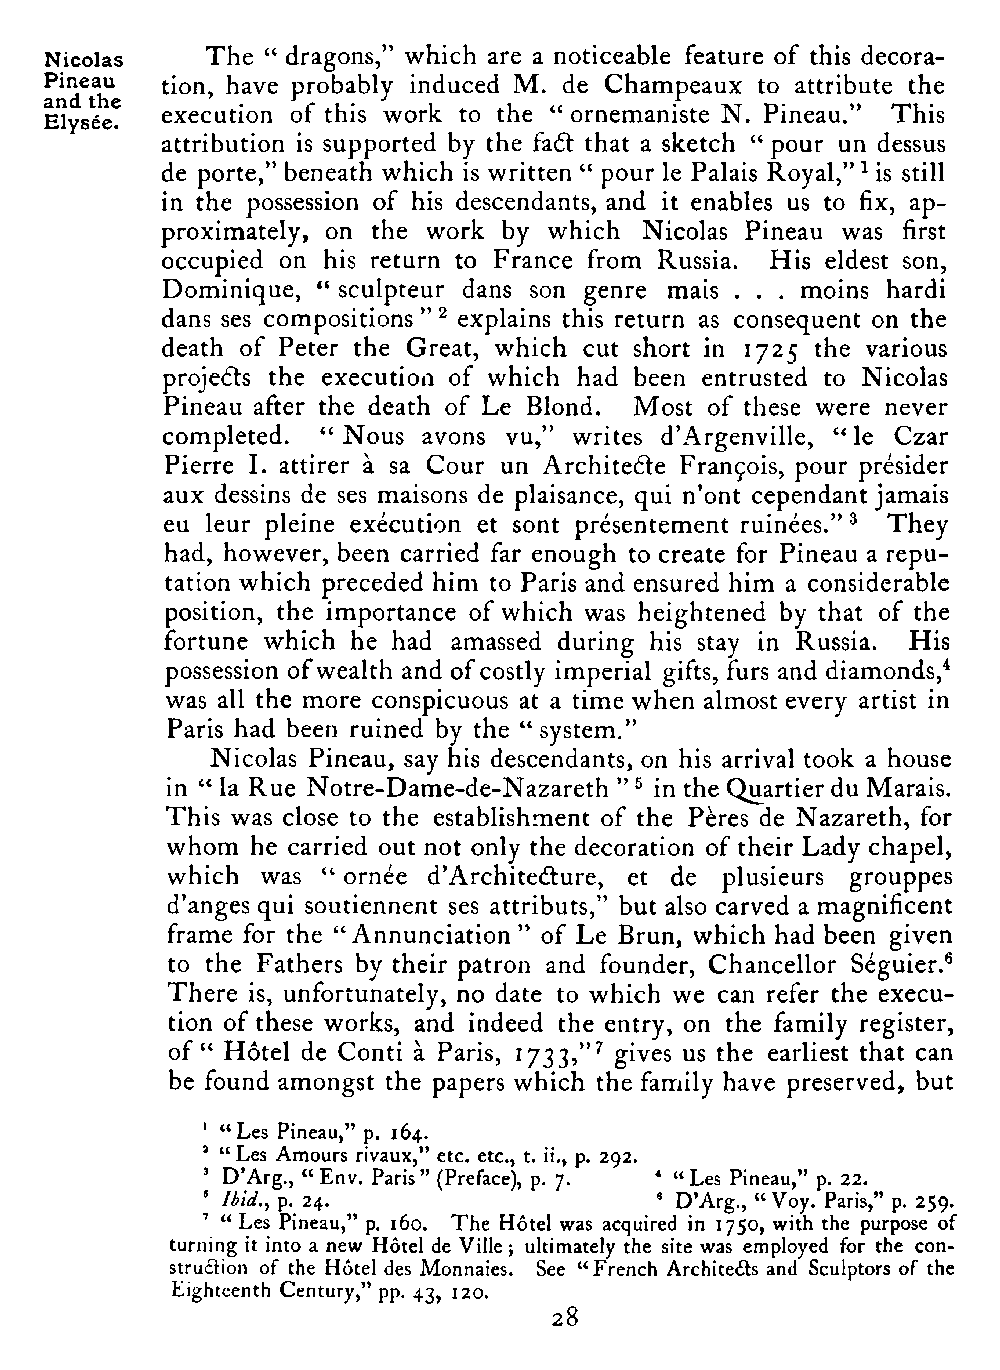 Nicolas
Pineau
and the
Elysée.
The “ dragons,” which are a noticeable feature of this decora-
tion, have probably induced M. de Champeaux to attribute the
execution of this work to the “ ornemaniste N. Pineau.” This
attribution is supported by the fact that a sketch “ pour un dessus
de porte,” beneath which is written “ pour le Palais Royal,” ¹ is still
in the possession of his descendants, and it enables us to fix, ap-
proximately, on the work by which Nicolas Pineau was first
occupied on his return to France from Russia. His eldest son,
Dominique, “ sculpteur dans son genre mais . . . moins hardi
dans ses compositions ” ² explains this return as consequent on the
death of Peter the Great, which cut short in 1725 the various
projects the execution of which had been entrusted to Nicolas
Pineau after the death of Le Blond. Most of these were never
completed. “ Nous avons vu,” writes d’Argenville, “ le Czar
Pierre I. attirer à sa Cour un Architecte François, pour présider
aux dessins de ses maisons de plaisance, qui n’ont cependant jamais
eu leur pleine exécution et sont présentement ruinées.” ³ They
had, however, been carried far enough to create for Pineau a repu-
tation which preceded him to Paris and ensured him a considerable
position, the importance of which was heightened by that of the
fortune which he had amassed during his stay in Russia. His
possession of wealth and of costly imperial gifts, furs and diamonds,⁴
was all the more conspicuous at a time when almost every artist in
Paris had been ruined by the “ system.”
Nicolas Pineau, say his descendants, on his arrival took a house
in “ la Rue Notre-Dame-de-Nazareth ” ⁵ in the Quartier du Marais.
This was close to the establishment of the Pères de Nazareth, for
whom he carried out not only the decoration of their Lady chapel,
which was “ ornée d’Architecture, et de plusieurs grouppes
d’anges qui soutiennent ses attributs,” but also carved a magnificent
frame for the “ Annunciation ” of Le Brun, which had been given
to the Fathers by their patron and founder, Chancellor Séguier.⁶
There is, unfortunately, no date to which we can refer the execu-
tion of these works, and indeed the entry, on the family register,
of “ Hôtel de Conti à Paris, 1733,” ⁷ gives us the earliest that can
be found amongst the papers which the family have preserved, but
¹ “ Les Pineau,” p. 164.
² “ Les Amours rivaux,” etc. etc., t. ii., p. 292.
³ D’Arg., “ Env. Paris ” (Preface), p. 7. ⁴ “ Les Pineau,” p. 22.
⁵ Ibid., p. 24. ⁶ D’Arg., “ Voy. Paris,” p. 259.
⁷ “ Les Pineau,” p. 160. The Hôtel was acquired in 1750, with the purpose of
turning it into a new Hôtel de Ville ; ultimately the site was employed for the con-
struction of the Hôtel des Monnaies. See “ French Architects and Sculptors of the
Eighteenth Century,” pp. 43, 120.
28